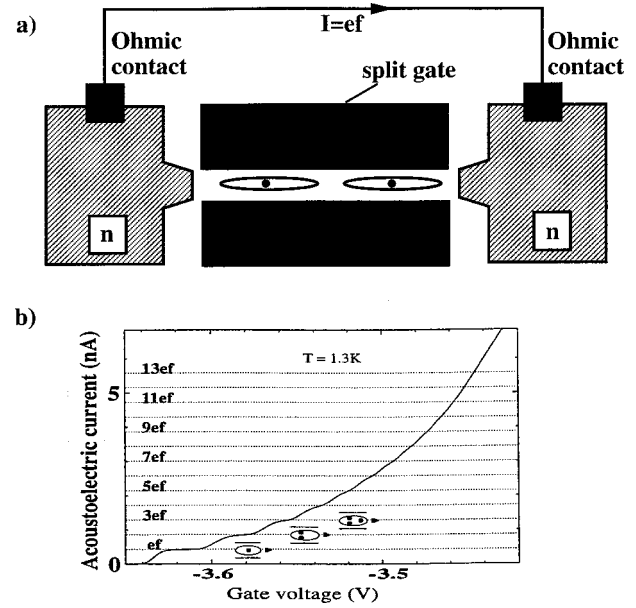 a)
I=ef
Ohmic
contact
split gate
Ohmic
contact
n
n
b)
Acoustoelectric current (nA)
T = 1.3K
13ef
11ef
9ef
7ef
5ef
3ef
ef
5
0
-3.6
-3.5
Gate voltage (V)